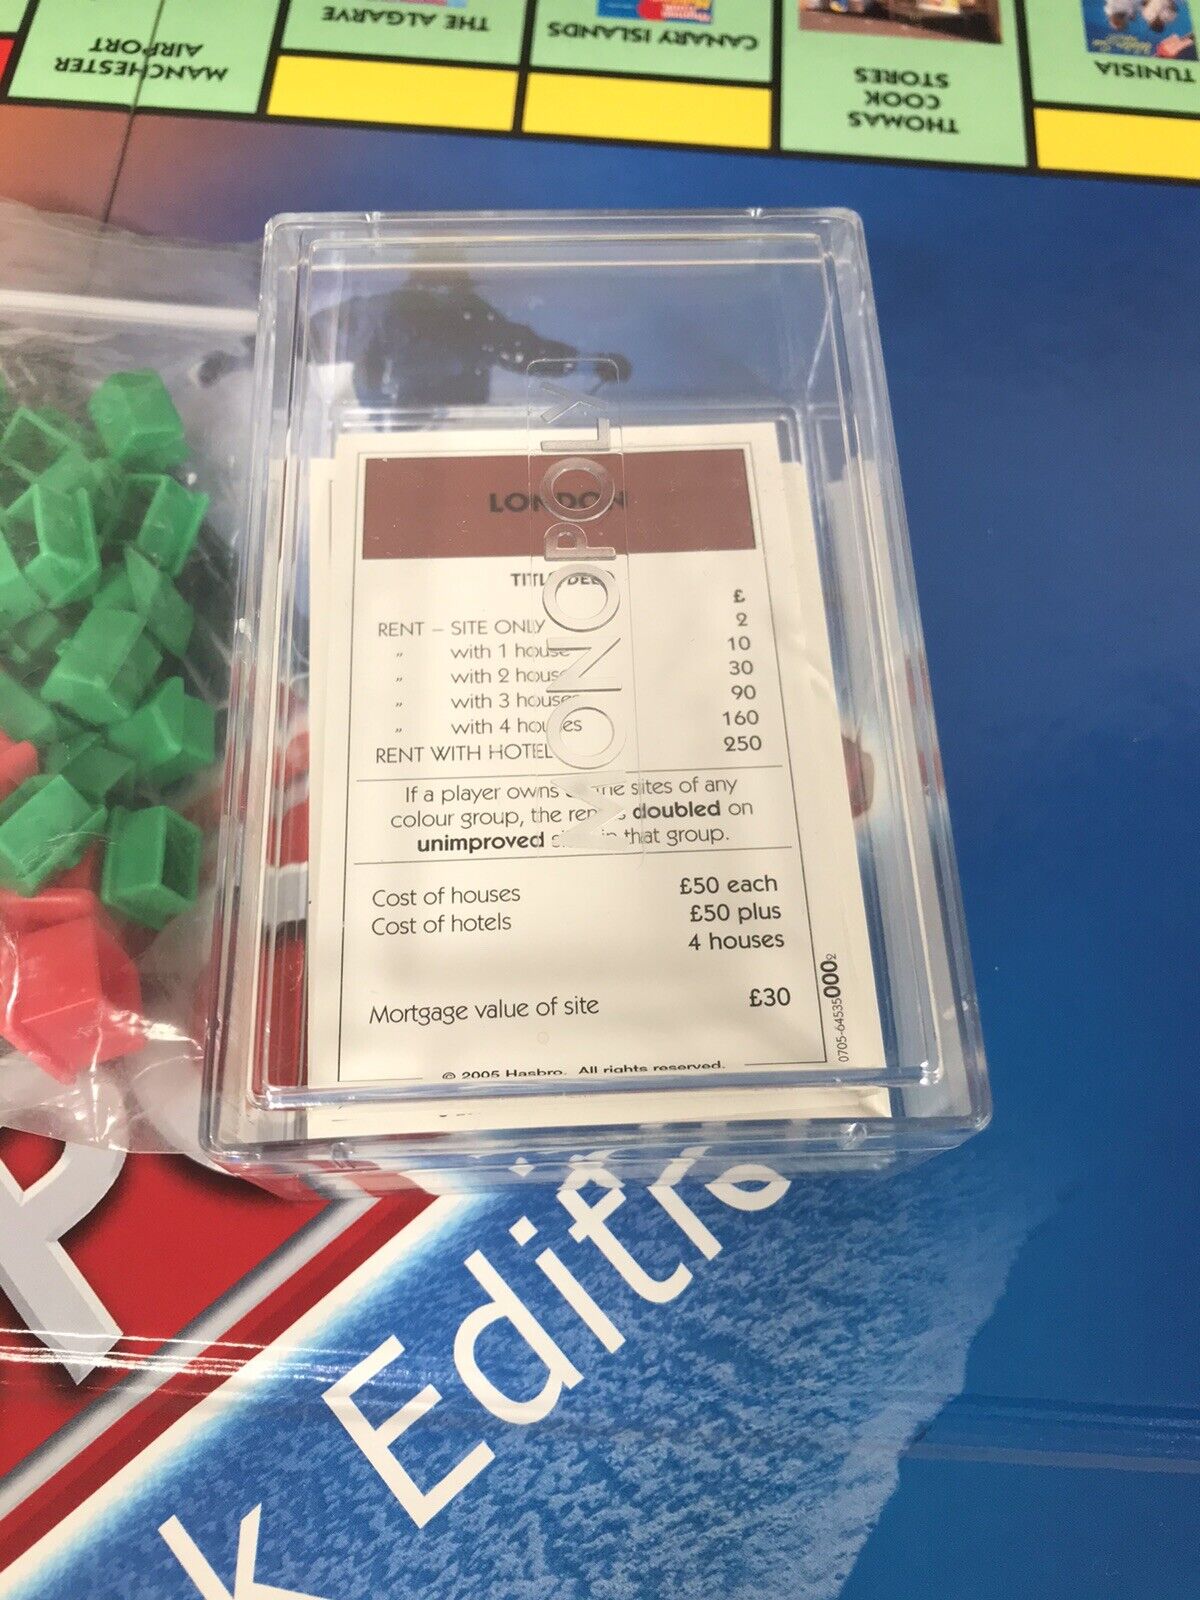 MANCHESTER
AIRPORT
THE ALGARVE
CANARY ISLANDS
THOMAS
COOK
STORES
TUNISIA
MONOPOLY
LONDON
TITLE DEED
£
RENT – SITE ONLY 2
„ with 1 house 10
„ with 2 houses 30
„ with 3 houses 90
„ with 4 houses 160
RENT WITH HOTEL 250
If a player owns the sites of any
colour group, the rent is doubled on
unimproved sites in that group.
Cost of houses £50 each
Cost of hotels £50 plus
4 houses
Mortgage value of site £30
© 2005 Hasbro. All rights reserved.
0705-645350002
k Editio